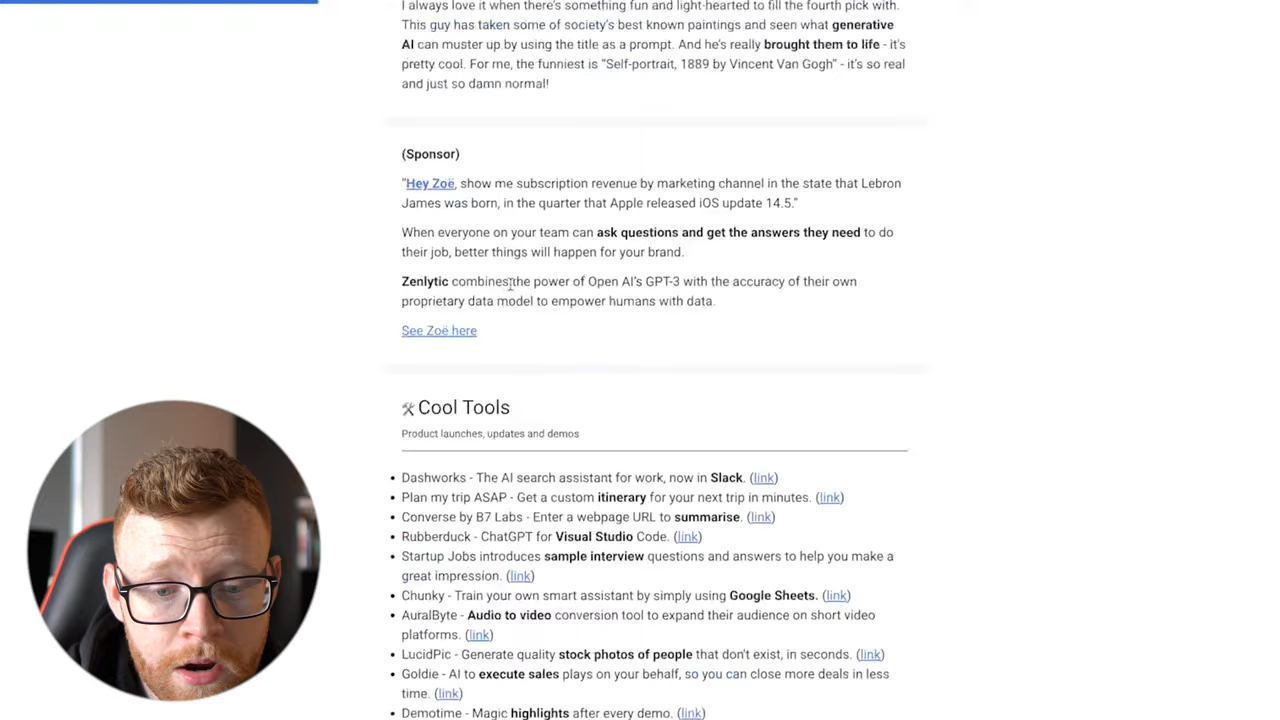 I always love it when there's something fun and light-hearted to fill the fourth pick with.
This guy has taken some of society's best known paintings and seen what generative
AI can muster up by using the title as a prompt. And he's really brought them to life - it's
pretty cool. For me, the funniest is "Self-portrait, 1889 by Vincent Van Gogh" - it's so real
and just so damn normal!
(Sponsor)
"Hey Zoë, show me subscription revenue by marketing channel in the state that Lebron
James was born, in the quarter that Apple released iOS update 14.5."
When everyone on your team can ask questions and get the answers they need to do
their job, better things will happen for your brand.
Zenlytic combines the power of Open AI's GPT-3 with the accuracy of their own
proprietary data model to empower humans with data.
See Zoë here
🛠 Cool Tools
Product launches, updates and demos
• Dashworks - The AI search assistant for work, now in Slack. (link)
• Plan my trip ASAP - Get a custom itinerary for your next trip in minutes. (link)
• Converse by B7 Labs - Enter a webpage URL to summarise. (link)
• Rubberduck - ChatGPT for Visual Studio Code. (link)
• Startup Jobs introduces sample interview questions and answers to help you make a
great impression. (link)
• Chunky - Train your own smart assistant by simply using Google Sheets. (link)
• AuralByte - Audio to video conversion tool to expand their audience on short video
platforms. (link)
• LucidPic - Generate quality stock photos of people that don't exist, in seconds. (link)
• Goldie - AI to execute sales plays on your behalf, so you can close more deals in less
time. (link)
• Demotime - Magic highlights after every demo. (link)